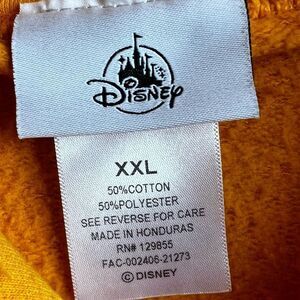 Disney
XXL
50%COTTON
50%POLYESTER
SEE REVERSE FOR CARE
MADE IN HONDURAS
RN# 129855
FAC-002406-21273
©DISNEY